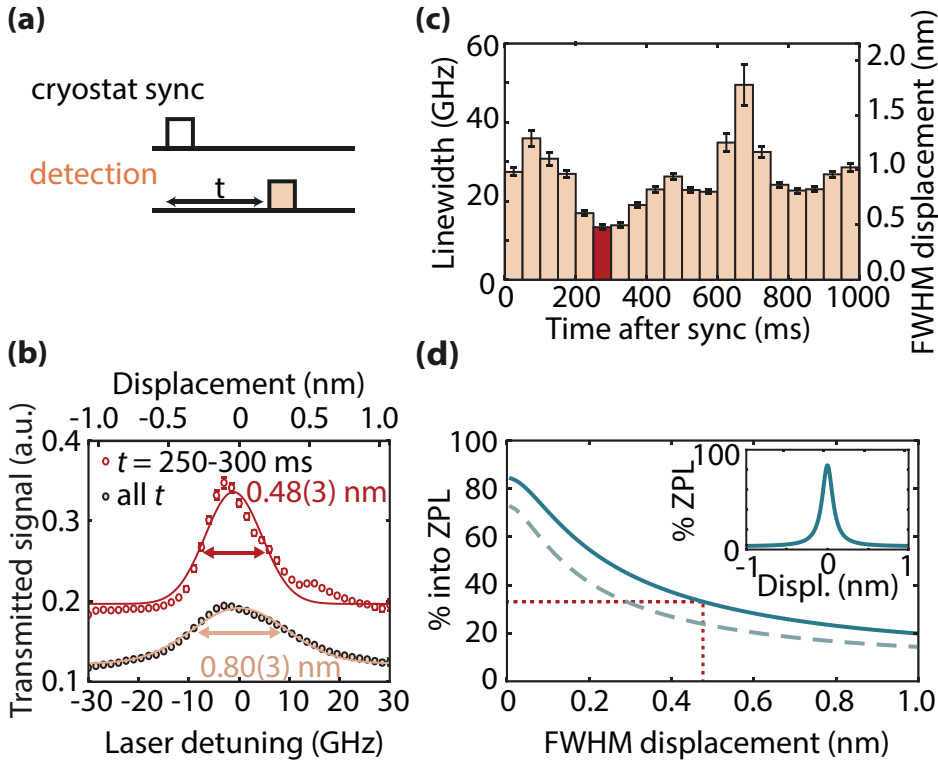 (a)
cryostat sync
detection
t
(c)
60
40
20
0
Linewidth (GHz)
2.0
1.5
1.0
0.5
0.0
FWHM displacement (nm)
0 200 400 600 800 1000
Time after sync (ms)
(b)
Displacement (nm)
-1.0 -0.5 0 0.5 1.0
0.4
0.3
0.2
0.1
Transmitted signal (a.u.)
t = 250-300 ms
all t
0.48(3) nm
0.80(3) nm
-30 -20 -10 0 10 20 30
Laser detuning (GHz)
(d)
100
80
60
40
20
0
% into ZPL
100
0
% ZPL
-1 0 1
Displ. (nm)
0 0.2 0.4 0.6 0.8 1.0
FWHM displacement (nm)